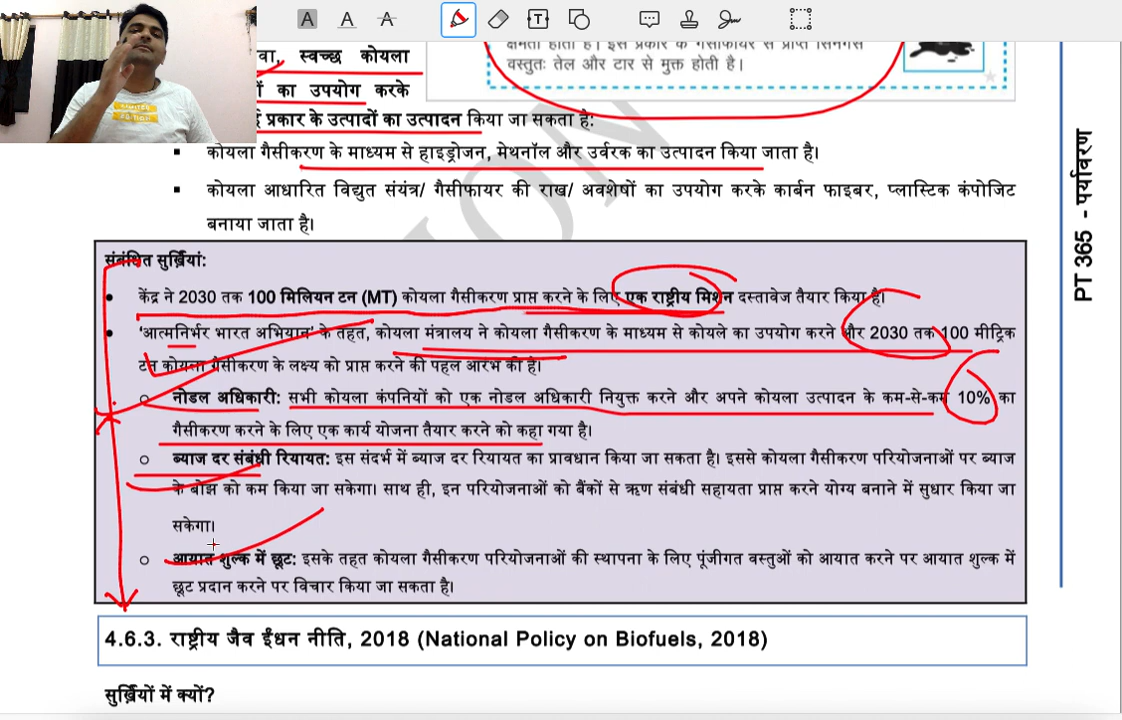 क्षमता होती है। इस प्रकार के गैसीफायर से प्राप्त सिनगैस
वस्तुतः तेल और टार से मुक्त होती है।
वा, स्वच्छ कोयला
का उपयोग करके
प्रकार के उत्पादों का उत्पादन किया जा सकता है:
▪ कोयला गैसीकरण के माध्यम से हाइड्रोजन, मेथनॉल और उर्वरक का उत्पादन किया जाता है।
▪ कोयला आधारित विद्युत संयंत्र/ गैसीफायर की राख/ अवशेषों का उपयोग करके कार्बन फाइबर, प्लास्टिक कंपोजिट
बनाया जाता है।
संबंधित सुर्ख़ियां:
• केंद्र ने 2030 तक 100 मिलियन टन (MT) कोयला गैसीकरण प्राप्त करने के लिए एक राष्ट्रीय मिशन दस्तावेज तैयार किया है।
• 'आत्मनिर्भर भारत अभियान' के तहत, कोयला मंत्रालय ने कोयला गैसीकरण के माध्यम से कोयले का उपयोग करने और 2030 तक 100 मीट्रिक
टन कोयला गैसीकरण के लक्ष्य को प्राप्त करने की पहल आरंभ की है।
o नोडल अधिकारी: सभी कोयला कंपनियों को एक नोडल अधिकारी नियुक्त करने और अपने कोयला उत्पादन के कम-से-कम 10% का
गैसीकरण करने के लिए एक कार्य योजना तैयार करने को कहा गया है।
o ब्याज दर संबंधी रियायत: इस संदर्भ में ब्याज दर रियायत का प्रावधान किया जा सकता है। इससे कोयला गैसीकरण परियोजनाओं पर ब्याज
के बोझ को कम किया जा सकेगा। साथ ही, इन परियोजनाओं को बैंकों से ऋण संबंधी सहायता प्राप्त करने योग्य बनाने में सुधार किया जा
सकेगा।
o आयात शुल्क में छूट: इसके तहत कोयला गैसीकरण परियोजनाओं की स्थापना के लिए पूंजीगत वस्तुओं को आयात करने पर आयात शुल्क में
छूट प्रदान करने पर विचार किया जा सकता है।
4.6.3. राष्ट्रीय जैव ईंधन नीति, 2018 (National Policy on Biofuels, 2018)
सुर्ख़ियों में क्यों?
PT 365 - पर्यावरण